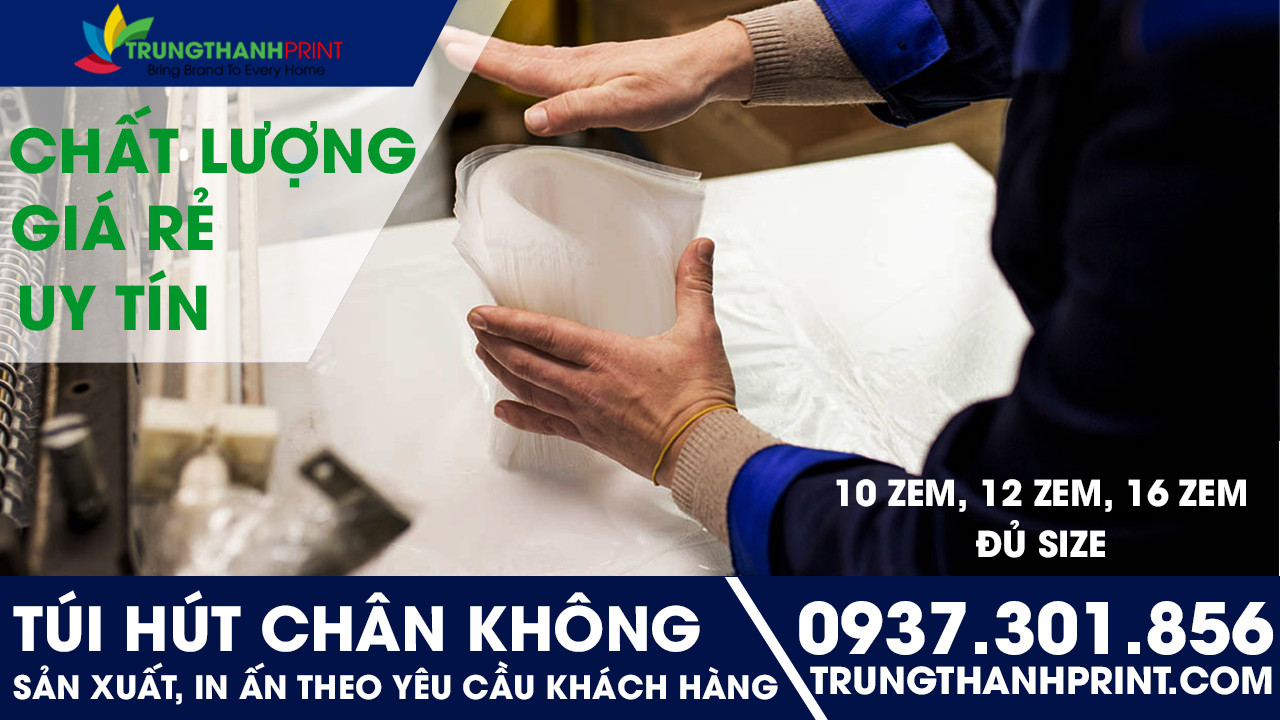 TRUNGTHANHPRINT
Bring Brand To Every Home
CHẤT LƯỢNG
GIÁ RẺ
UY TÍN
10 ZEM, 12 ZEM, 16 ZEM
ĐỦ SIZE
TÚI HÚT CHÂN KHÔNG
SẢN XUẤT, IN ẤN THEO YÊU CẦU KHÁCH HÀNG
0937.301.856
TRUNGTHANHPRINT.COM